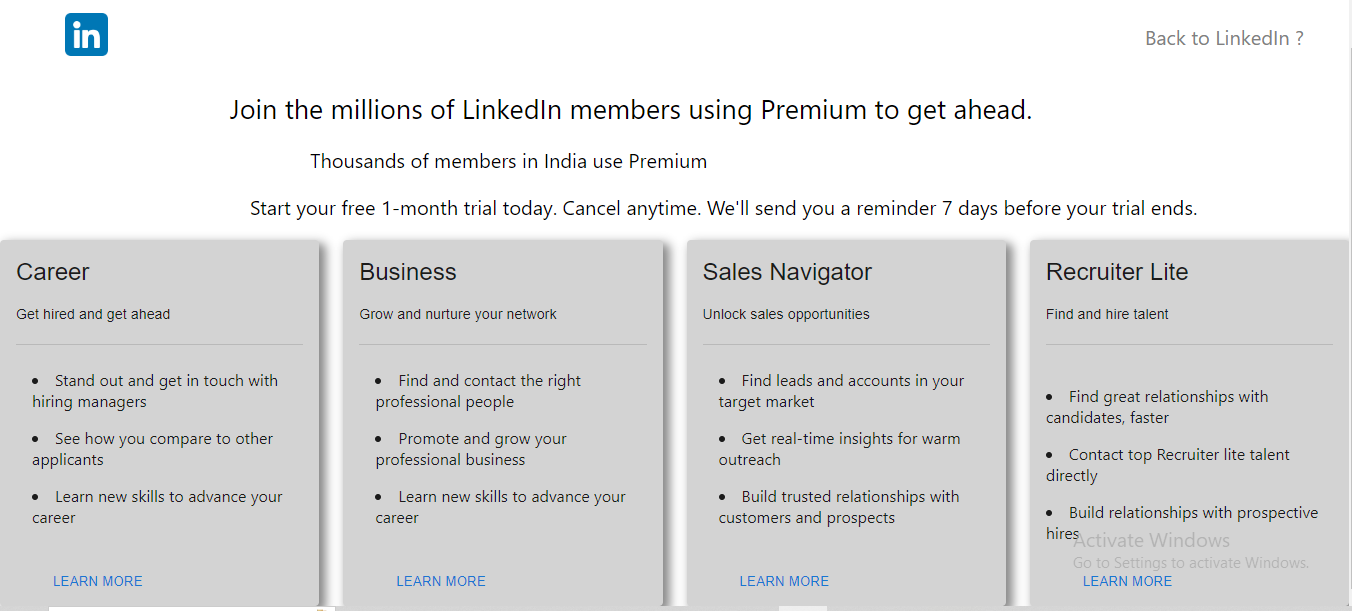 in
Back to LinkedIn ?
Join the millions of LinkedIn members using Premium to get ahead.
Thousands of members in India use Premium
Start your free 1-month trial today. Cancel anytime. We'll send you a reminder 7 days before your trial ends.
Career
Get hired and get ahead
• Stand out and get in touch with
hiring managers
• See how you compare to other
applicants
• Learn new skills to advance your
career
LEARN MORE
Business
Grow and nurture your network
• Find and contact the right
professional people
• Promote and grow your
professional business
• Learn new skills to advance your
career
LEARN MORE
Sales Navigator
Unlock sales opportunities
• Find leads and accounts in your
target market
• Get real-time insights for warm
outreach
• Build trusted relationships with
customers and prospects
LEARN MORE
Recruiter Lite
Find and hire talent
• Find great relationships with
candidates, faster
• Contact top Recruiter lite talent
directly
• Build relationships with prospective
hires
Activate Windows
Go to Settings to activate Windows.
LEARN MORE